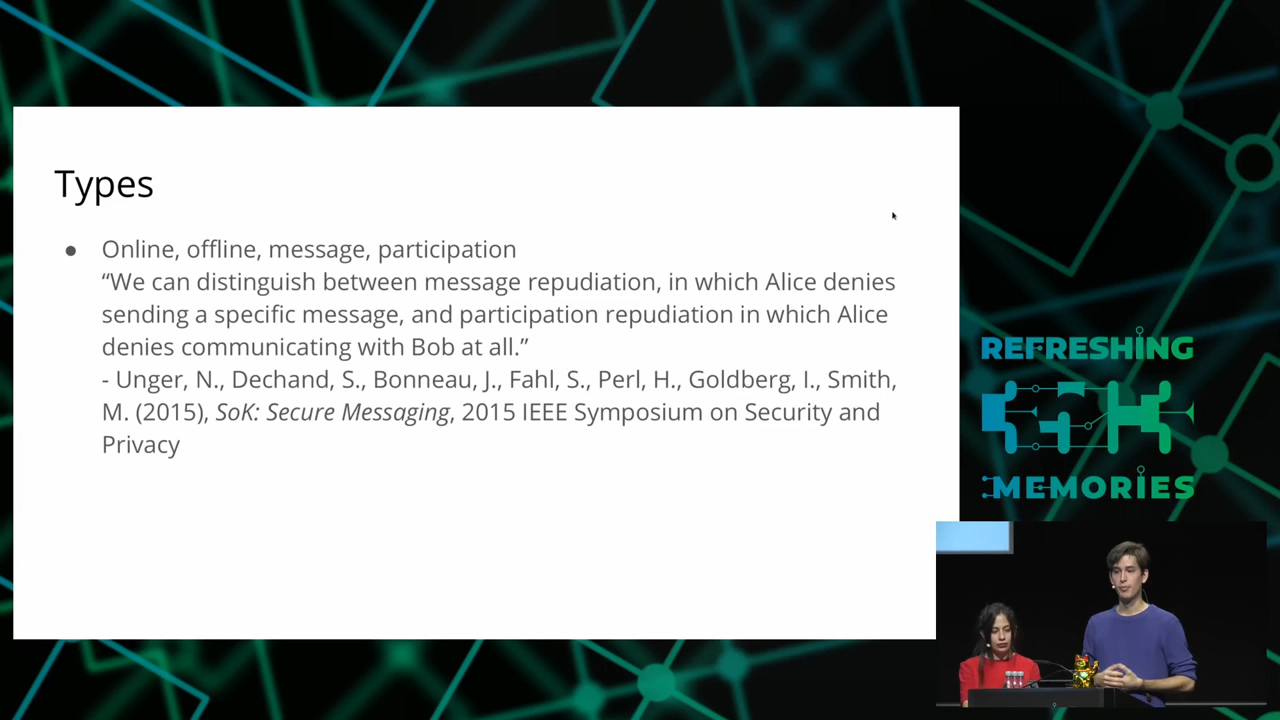 Types
● Online, offline, message, participation
“We can distinguish between message repudiation, in which Alice denies
sending a specific message, and participation repudiation in which Alice
denies communicating with Bob at all.”
- Unger, N., Dechand, S., Bonneau, J., Fahl, S., Perl, H., Goldberg, I., Smith,
M. (2015), SoK: Secure Messaging, 2015 IEEE Symposium on Security and
Privacy
REFRESHING
MEMORIES